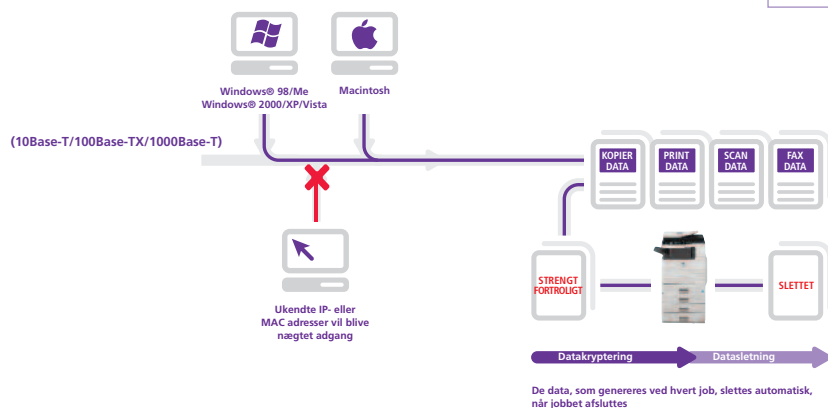 Windows® 98/Me
Windows® 2000/XP/Vista
Macintosh
(10Base-T/100Base-TX/1000Base-T)
KOPIER
DATA
PRINT
DATA
SCAN
DATA
FAX
DATA
Ukendte IP- eller
MAC adresser vil blive
nægtet adgang
STRENGT
FORTROLIGT
SLETTET
Datakryptering
Datasletning
De data, som genereres ved hvert job, slettes automatisk,
når jobbet afsluttes